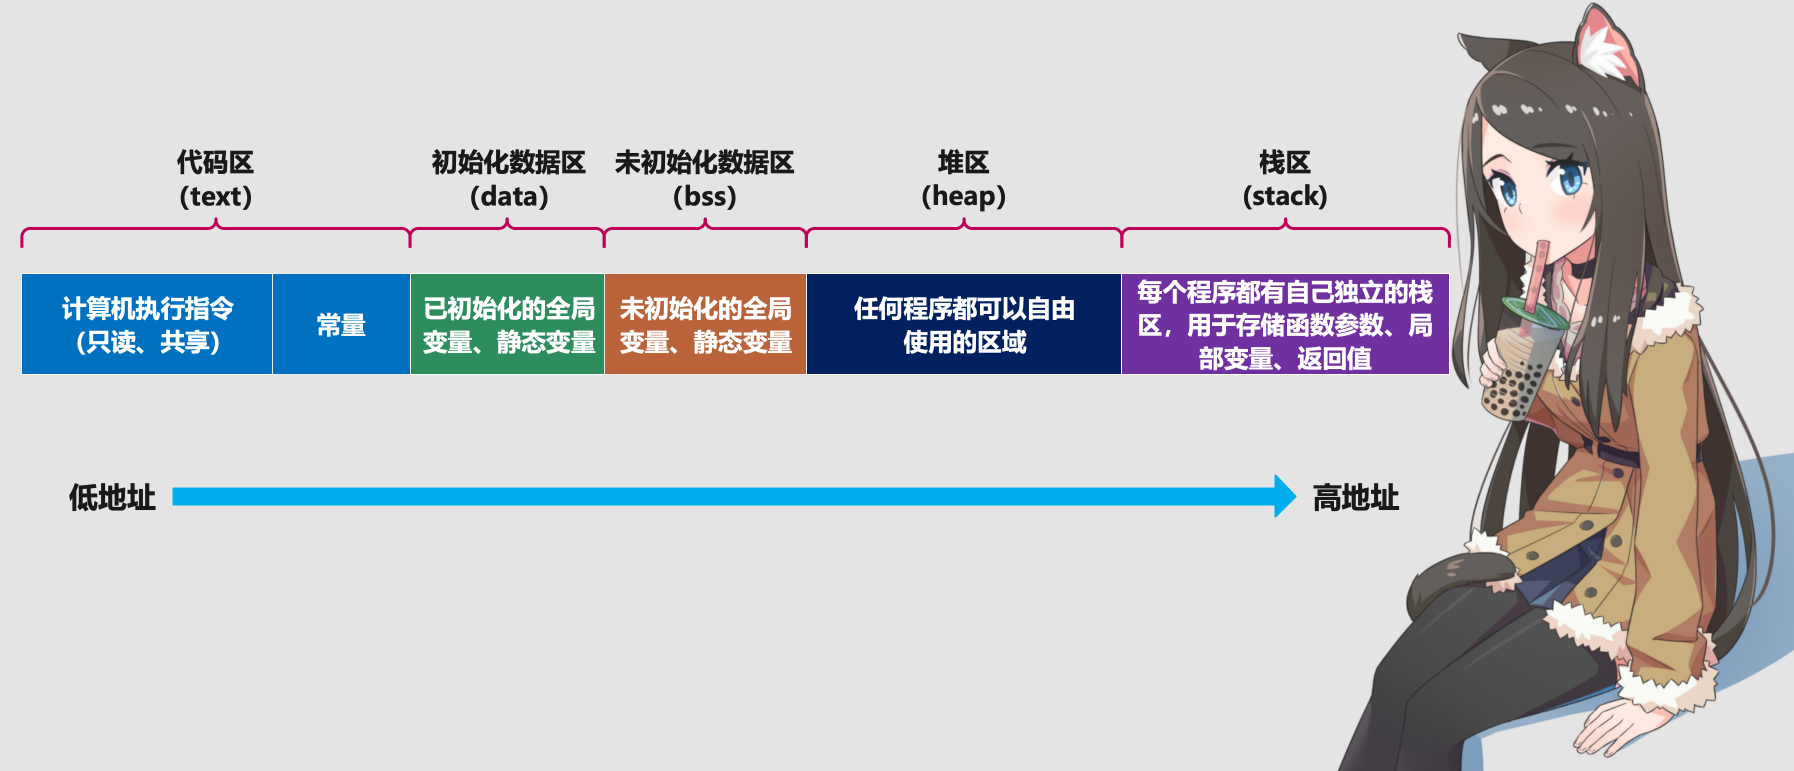 代码区
(text)
初始化数据区
(data)
未初始化数据区
(bss)
堆区
(heap)
栈区
(stack)
计算机执行指令
(只读、共享)
常量
已初始化的全局
变量、静态变量
未初始化的全局
变量、静态变量
任何程序都可以自由
使用的区域
每个程序都有自己独立的栈
区，用于存储函数参数、局
部变量、返回值
低地址
高地址